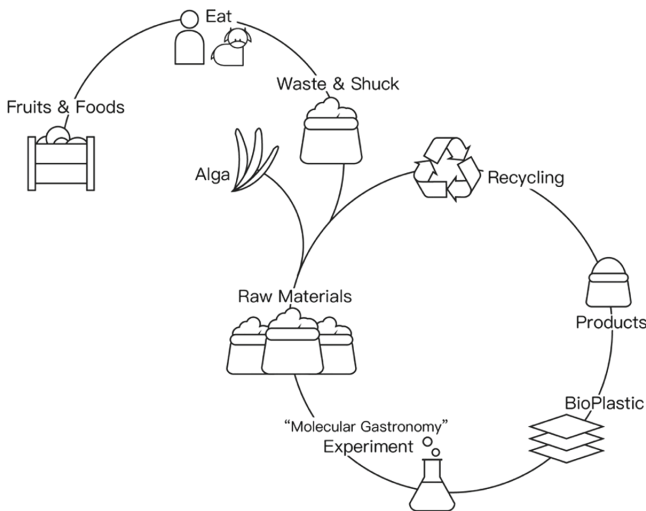 Eat
Fruits & Foods
Waste & Shuck
Alga
Recycling
Raw Materials
Products
BioPlastic
“Molecular Gastronomy”
Experiment